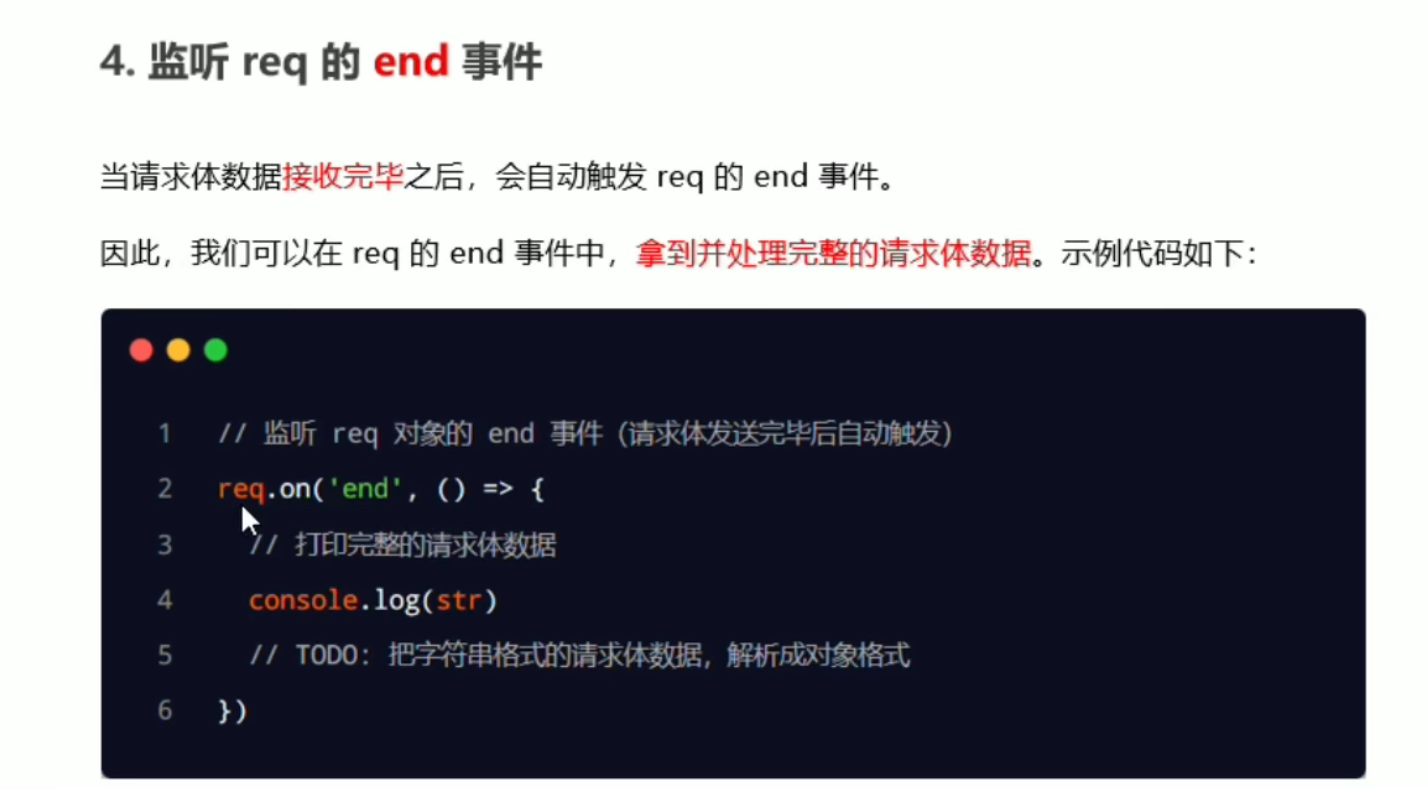 4. 监听 req 的 end 事件
当请求体数据接收完毕之后，会自动触发 req 的 end 事件。
因此，我们可以在 req 的 end 事件中，拿到并处理完整的请求体数据。示例代码如下：
1 // 监听 req 对象的 end 事件（请求体发送完毕后自动触发）
2 req.on('end', () => {
3 // 打印完整的请求体数据
4 console.log(str)
5 // TODO: 把字符串格式的请求体数据，解析成对象格式
6 })